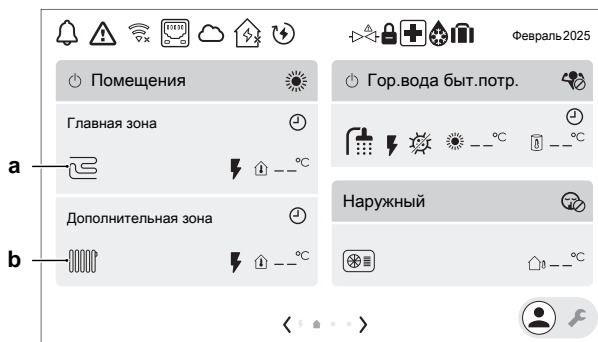 Февраль 2025
Помещения
Главная зона
a
_ _°C
Дополнительная зона
b
_ _°C
Гор.вода быт.потр.
_ _°C
_ _°C
Наружный
_ _°C